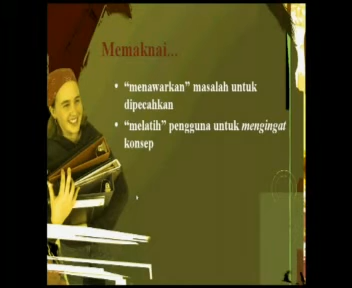 Memaknai...
• “menawarkan” masalah untuk
dipecahkan
• “melatih” pengguna untuk mengingat
konsep